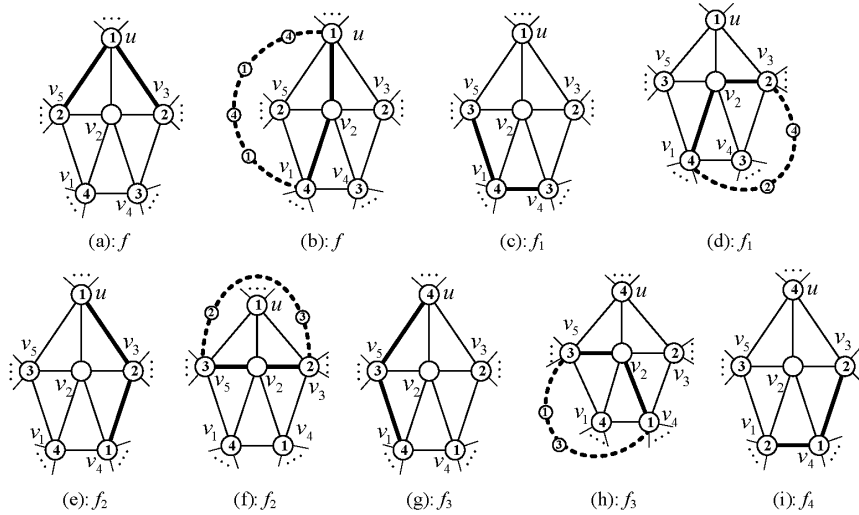 1 u
v5 v3
2 2
v2
v1
4 3
v4
(a): f
4 1 u
1
v5 v3
4 2 2
v2
1
v1
4 3
v4
(b): f
1 u
v5 v3
3 2
v2
v1
4 3
v4
(c): f1
1 u
v5 v3
3 2
v2
4
v1 v4
4 3
2
(d): f1
1 u
v5 v3
3 2
v2
v1
4 1
v4
(e): f2
2 1 u 3
3 2
v5 v2 v3
v1 v4
4 1
(f): f2
4 u
v5 v3
3 2
v2
v1
4 1
v4
(g): f3
4 u
v5
3 2
v2 v3
1
v1 4 1 v4
3
(h): f3
4 u
v5 v3
3 2
v2
v1
2 1
v4
(i): f4